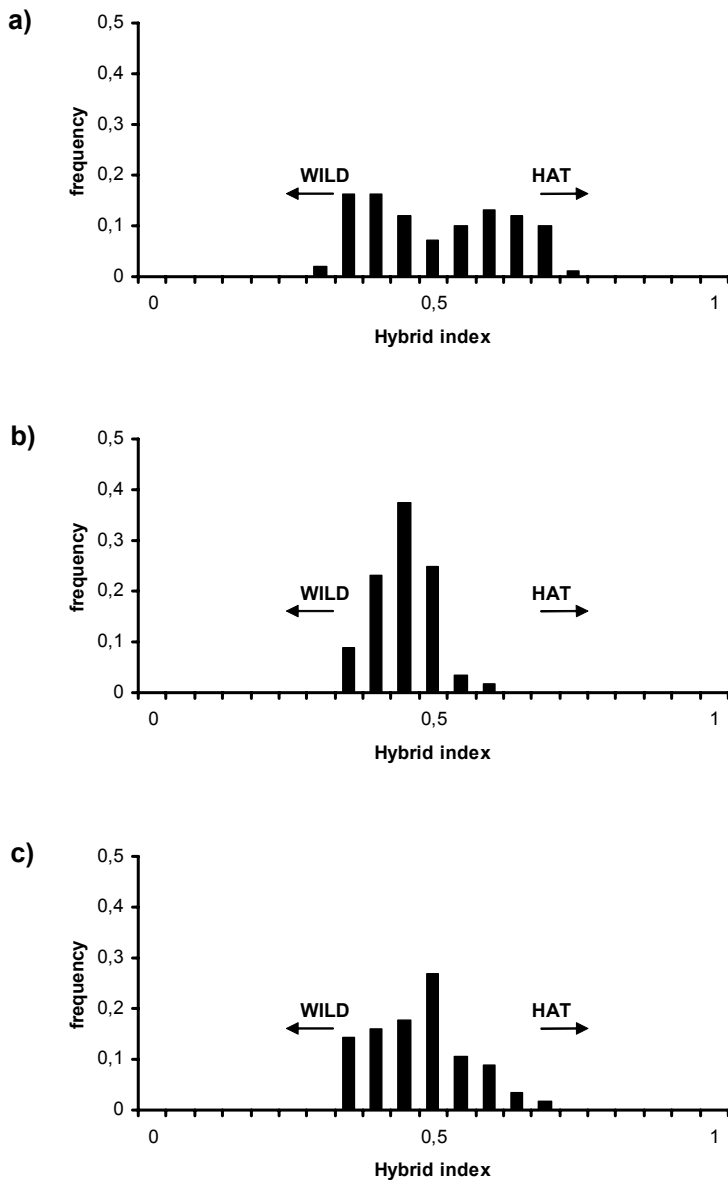 a)
0,5
0,4
0,3
0,2
0,1
0
frequency
WILD HAT
0 0,5 1
Hybrid index
b)
0,5
0,4
0,3
0,2
0,1
0
frequency
WILD HAT
0 0,5 1
Hybrid index
c)
0,5
0,4
0,3
0,2
0,1
0
frequency
WILD HAT
0 0,5 1
Hybrid index